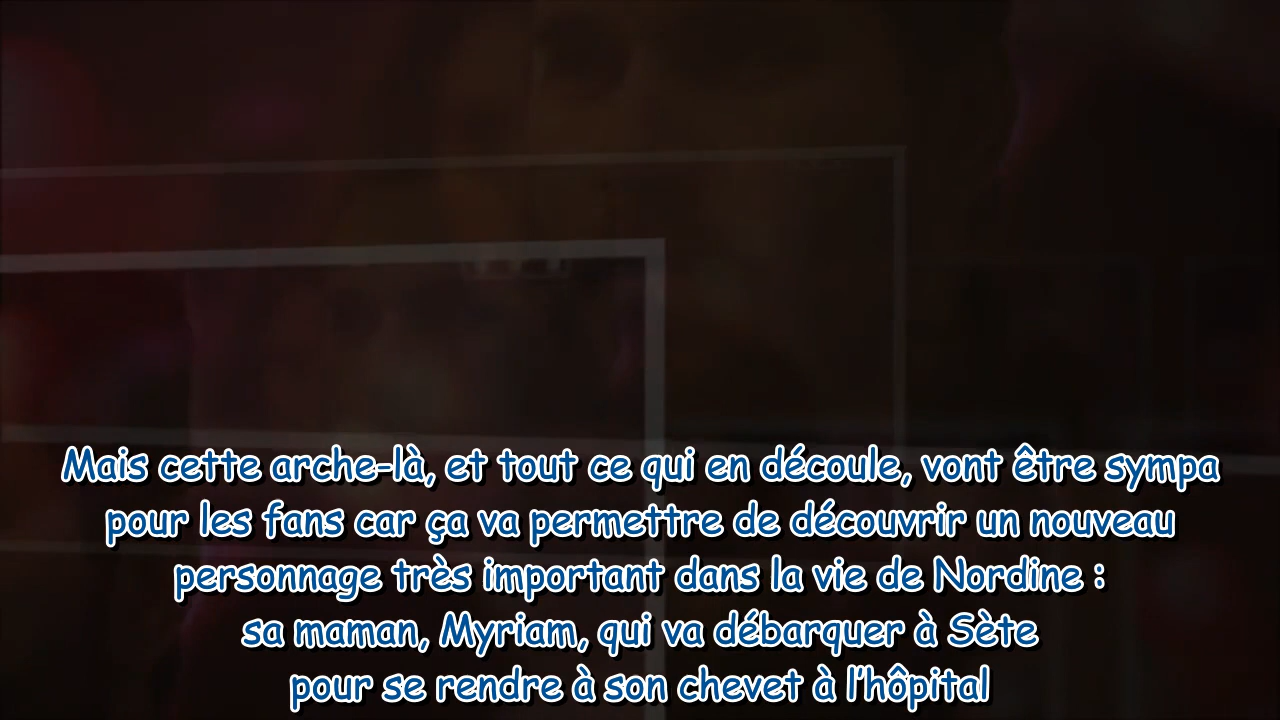 Mais cette arche-là, et tout ce qui en découle, vont être sympa
pour les fans car ça va permettre de découvrir un nouveau
personnage très important dans la vie de Nordine :
sa maman, Myriam, qui va débarquer à Sète
pour se rendre à son chevet à l’hôpital